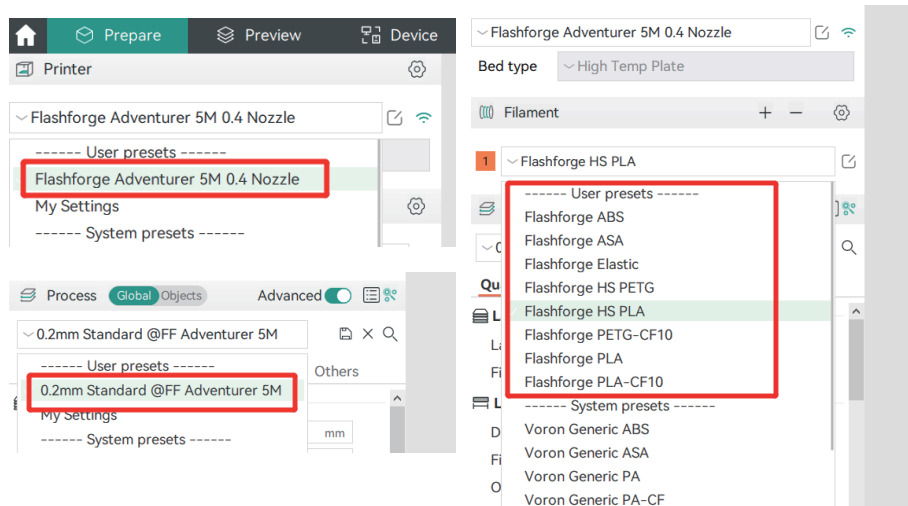 Prepare
Preview
Device
Printer
Flashforge Adventurer 5M 0.4 Nozzle
------ User presets ------
Flashforge Adventurer 5M 0.4 Nozzle
My Settings
------ System presets ------
Process Global Objects Advanced
0.2mm Standard @FF Adventurer 5M
------ User presets ------
Others
0.2mm Standard @FF Adventurer 5M
My Settings
------ System presets ------
mm
Flashforge Adventurer 5M 0.4 Nozzle
Bed type High Temp Plate
Filament
1 Flashforge HS PLA
------ User presets ------
Flashforge ABS
Flashforge ASA
Flashforge Elastic
Flashforge HS PETG
Flashforge HS PLA
Flashforge PETG-CF10
Flashforge PLA
Flashforge PLA-CF10
------ System presets ------
Voron Generic ABS
Voron Generic ASA
Voron Generic PA
Voron Generic PA-CF